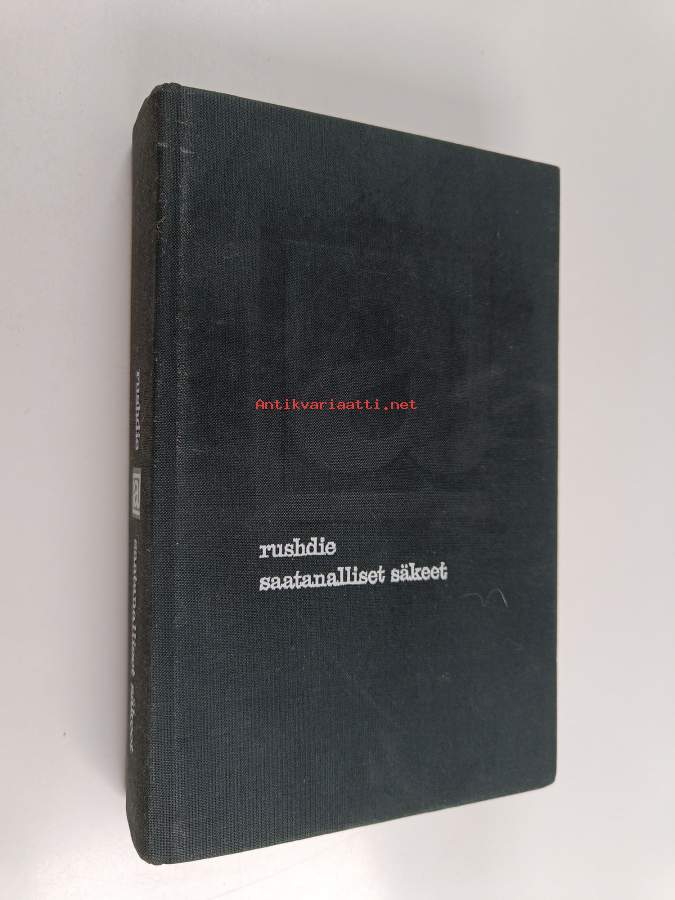 Antikvariaatti.net
rushdie
saatanalliset säkeet
rushdie
saatanalliset säkeet